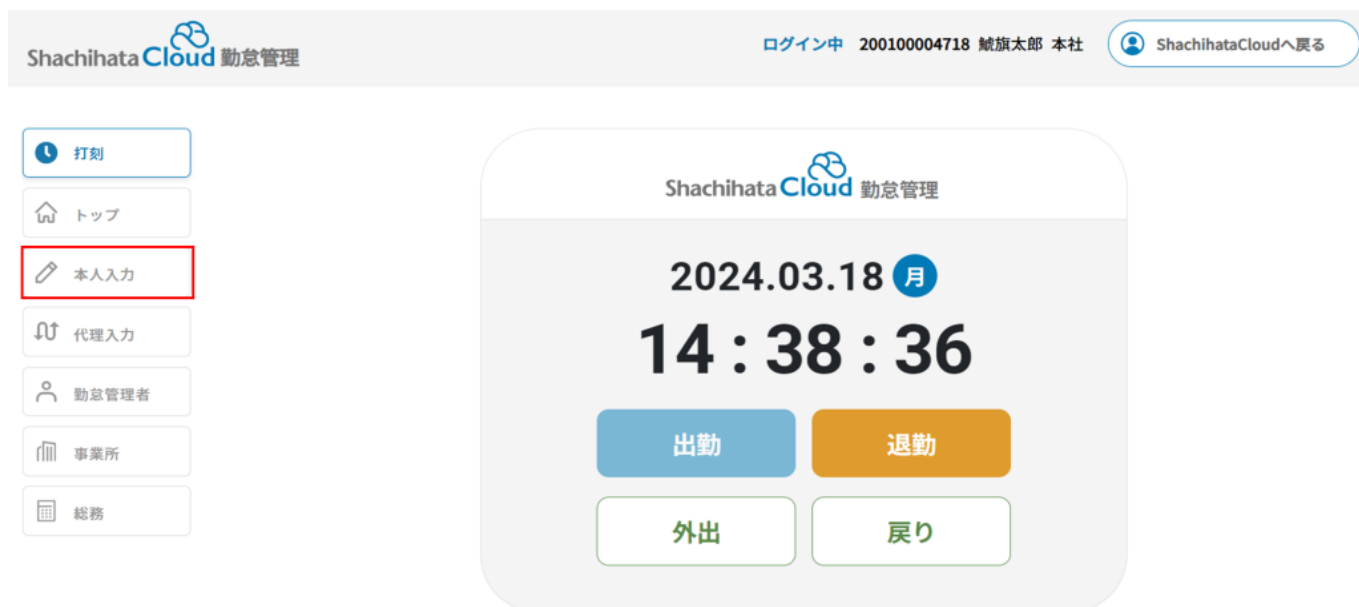 Shachihata Cloud 勤怠管理
ログイン中 200100004718 鯱旗太郎 本社
ShachihataCloudへ戻る
打刻
トップ
本人入力
代理入力
勤怠管理者
事業所
総務
Shachihata Cloud 勤怠管理
2024.03.18 月
14 : 38 : 36
出勤 退勤
外出 戻り